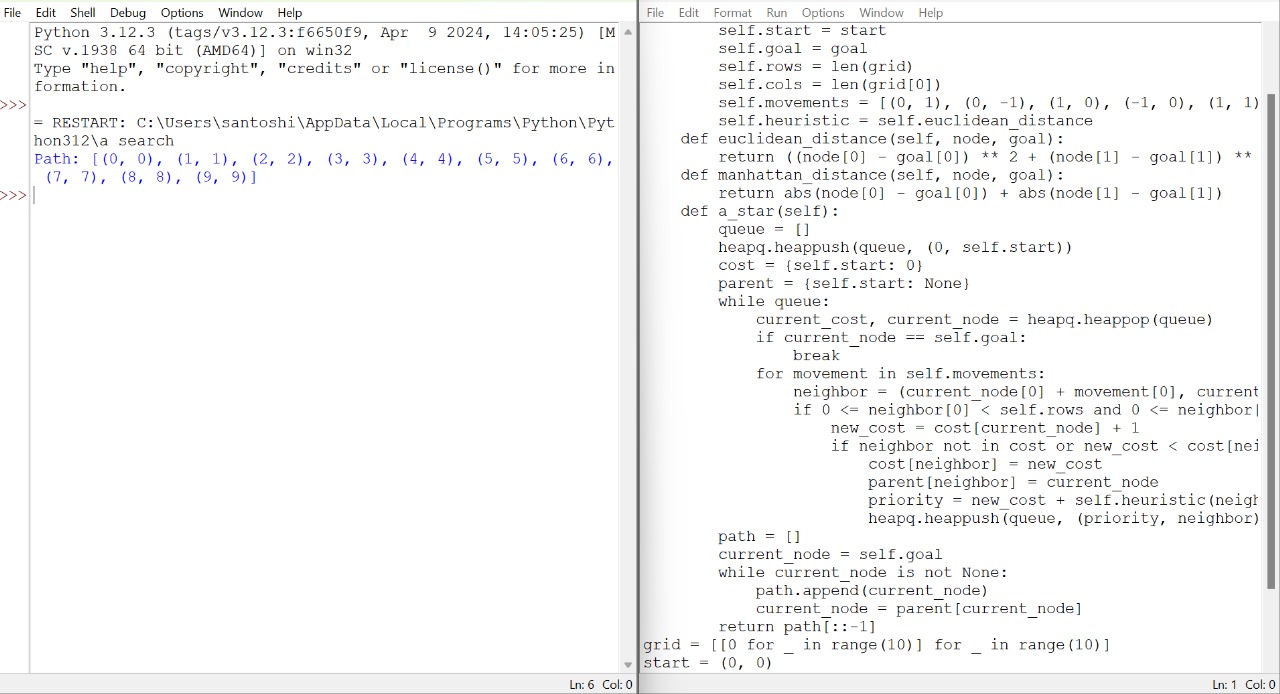 File Edit Shell Debug Options Window Help
Python 3.12.3 (tags/v3.12.3:f6650f9, Apr  9 2024, 14:05:25) [M
SC v.1938 64 bit (AMD64)] on win32
Type "help", "copyright", "credits" or "license()" for more in
formation.
>>>
= RESTART: C:\Users\santoshi\AppData\Local\Programs\Python\Pyt
hon312\a search
Path: [(0, 0), (1, 1), (2, 2), (3, 3), (4, 4), (5, 5), (6, 6),
 (7, 7), (8, 8), (9, 9)]
>>>
Ln: 6 Col: 0
File Edit Format Run Options Window Help
        self.start = start
        self.goal = goal
        self.rows = len(grid)
        self.cols = len(grid[0])
        self.movements = [(0, 1), (0, -1), (1, 0), (-1, 0), (1, 1)
        self.heuristic = self.euclidean_distance
    def euclidean_distance(self, node, goal):
        return ((node[0] - goal[0]) ** 2 + (node[1] - goal[1]) **
    def manhattan_distance(self, node, goal):
        return abs(node[0] - goal[0]) + abs(node[1] - goal[1])
    def a_star(self):
        queue = []
        heapq.heappush(queue, (0, self.start))
        cost = {self.start: 0}
        parent = {self.start: None}
        while queue:
            current_cost, current_node = heapq.heappop(queue)
            if current_node == self.goal:
                break
            for movement in self.movements:
                neighbor = (current_node[0] + movement[0], current
                if 0 <= neighbor[0] < self.rows and 0 <= neighbor[
                    new_cost = cost[current_node] + 1
                    if neighbor not in cost or new_cost < cost[nei
                        cost[neighbor] = new_cost
                        parent[neighbor] = current_node
                        priority = new_cost + self.heuristic(neigh
                        heapq.heappush(queue, (priority, neighbor)
        path = []
        current_node = self.goal
        while current_node is not None:
            path.append(current_node)
            current_node = parent[current_node]
        return path[::-1]
grid = [[0 for _ in range(10)] for _ in range(10)]
start = (0, 0)
Ln: 1 Col: 0